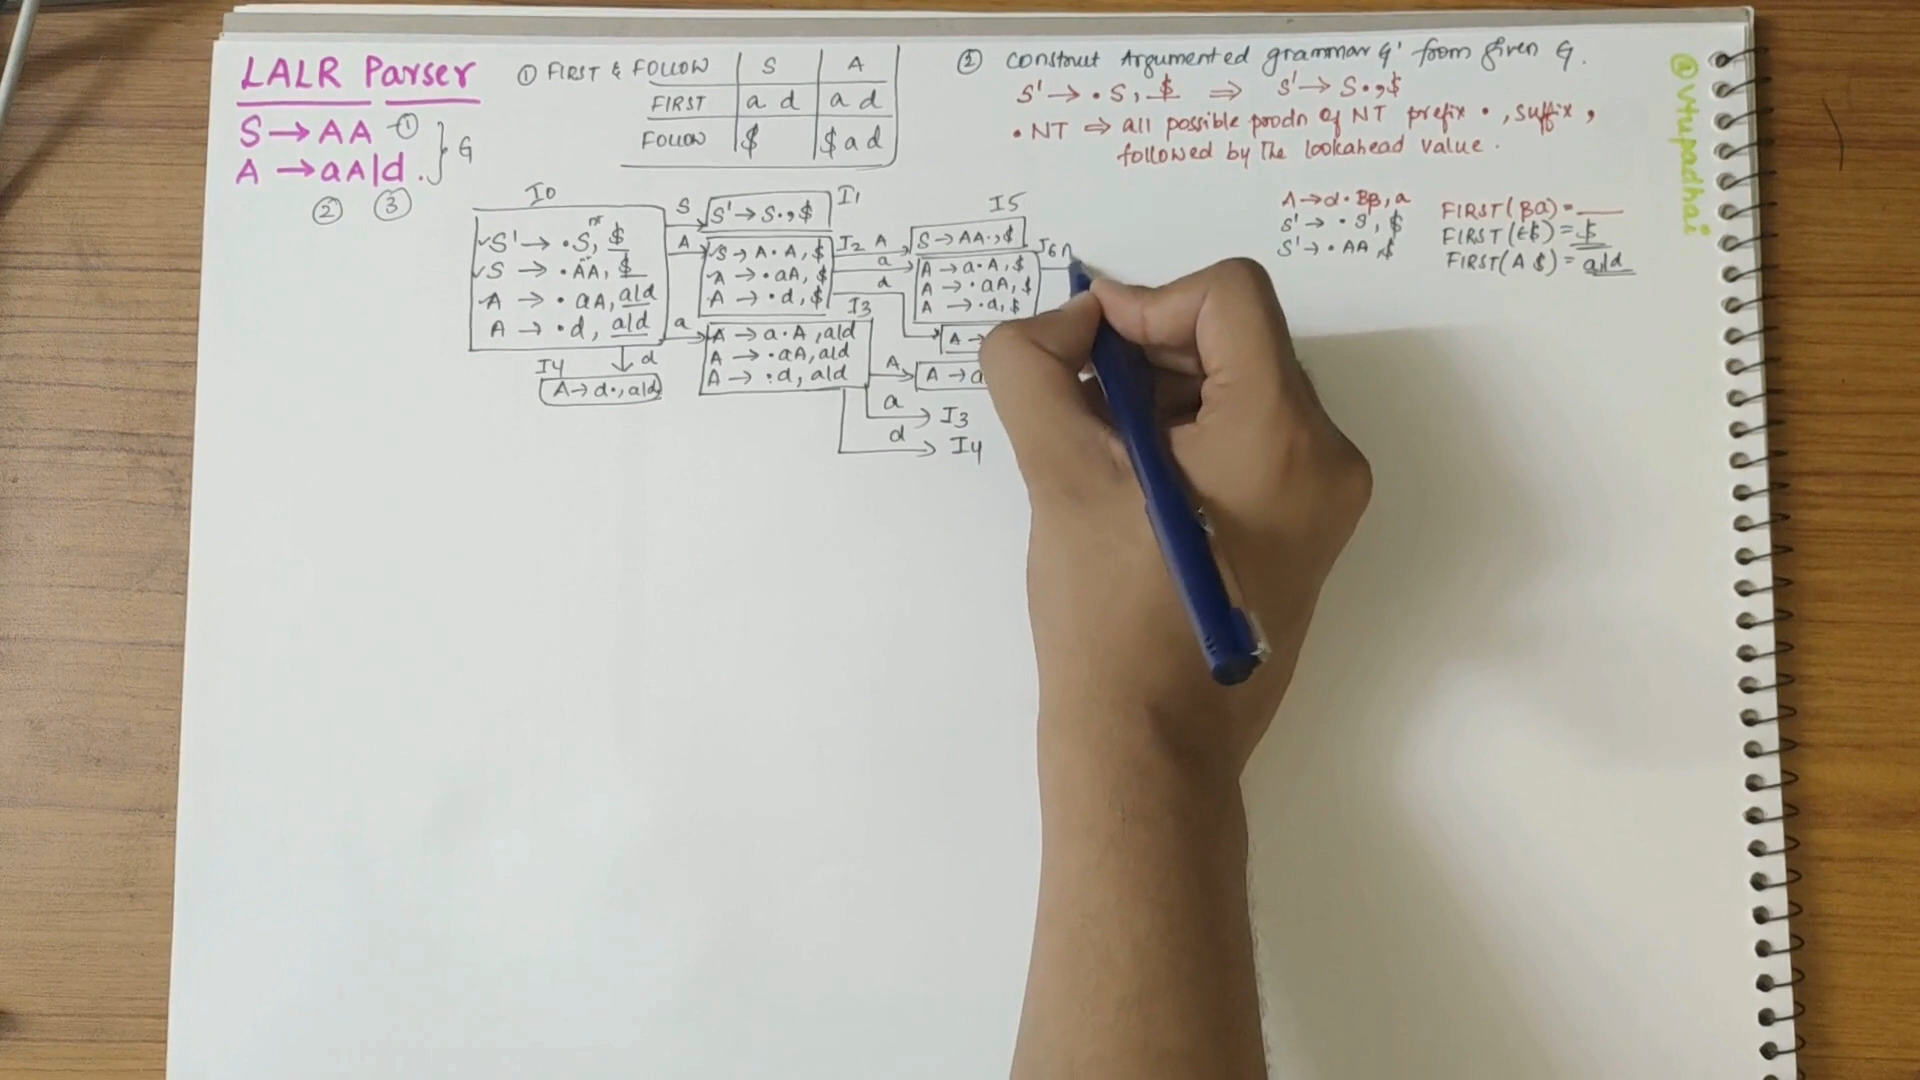 LALR Parser
S → AA - ①
A → aA|d . } G
② ③
① FIRST & FOLLOW | S | A
FIRST | a d | a d
FOLLOW | $ | $ a d
② Construct Argumented grammar G' from given G.
S' → • S, $ ⇒ S' → S • , $
• NT ⇒ all possible prodn of NT prefix • , suffix ,
followed by the lookahead value .
A → α • Bβ, a
S' → • S, $
S' → • AA, $
FIRST(βa) = ___
FIRST(ε$) = $
FIRST(A $) = a|d
I0
S' → • S, $
S → • AA, $
A → • aA, a|d
A → • d, a|d
S
S' → S • , $
I1
A
S → A • A, $
A → • aA, $
A → • d, $
I2
a
A → a • A, a|d
A → • aA, a|d
A → • d, a|d
I3
d
I4
A → d • , a|d
A
I5
S → AA • , $
a
A → a • A, $
A → • aA, $
A → • d, $
I6
A
d
A →
A
A → a
a → I3
d → I4
@vtupadhai